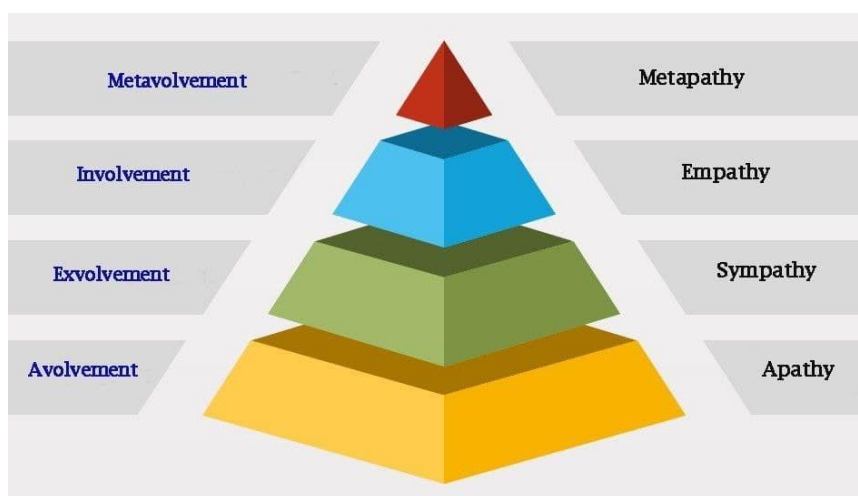 Metavolvement
Metapathy
Involvement
Empathy
Exvolvement
Sympathy
Avolvement
Apathy